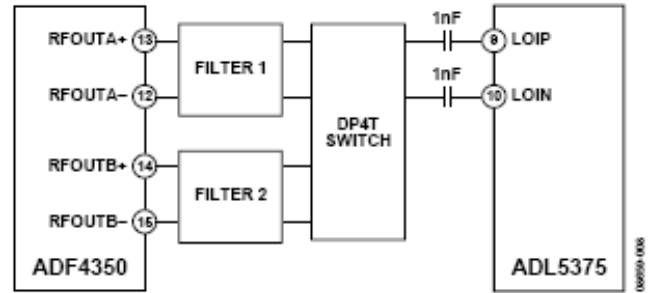 RFOUTA+ 13
FILTER 1
RFOUTA– 12
RFOUTB+ 14
FILTER 2
RFOUTB– 15
ADF4350
DP4T
SWITCH
1nF
9 LOIP
1nF
10 LOIN
ADL5375